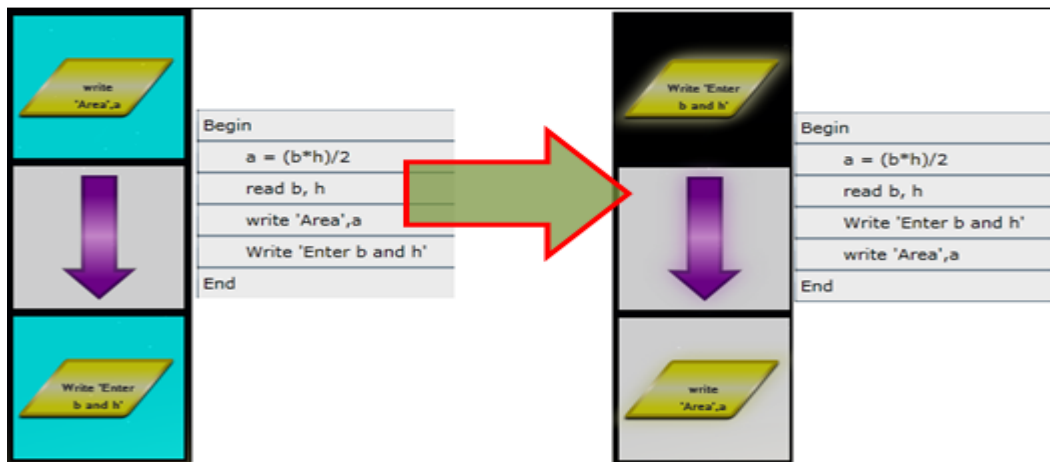 write
'Area',a
Write 'Enter
b and h'
Begin
a = (b*h)/2
read b, h
write 'Area',a
Write 'Enter b and h'
End
Write 'Enter
b and h'
write
'Area',a
Begin
a = (b*h)/2
read b, h
Write 'Enter b and h'
write 'Area',a
End